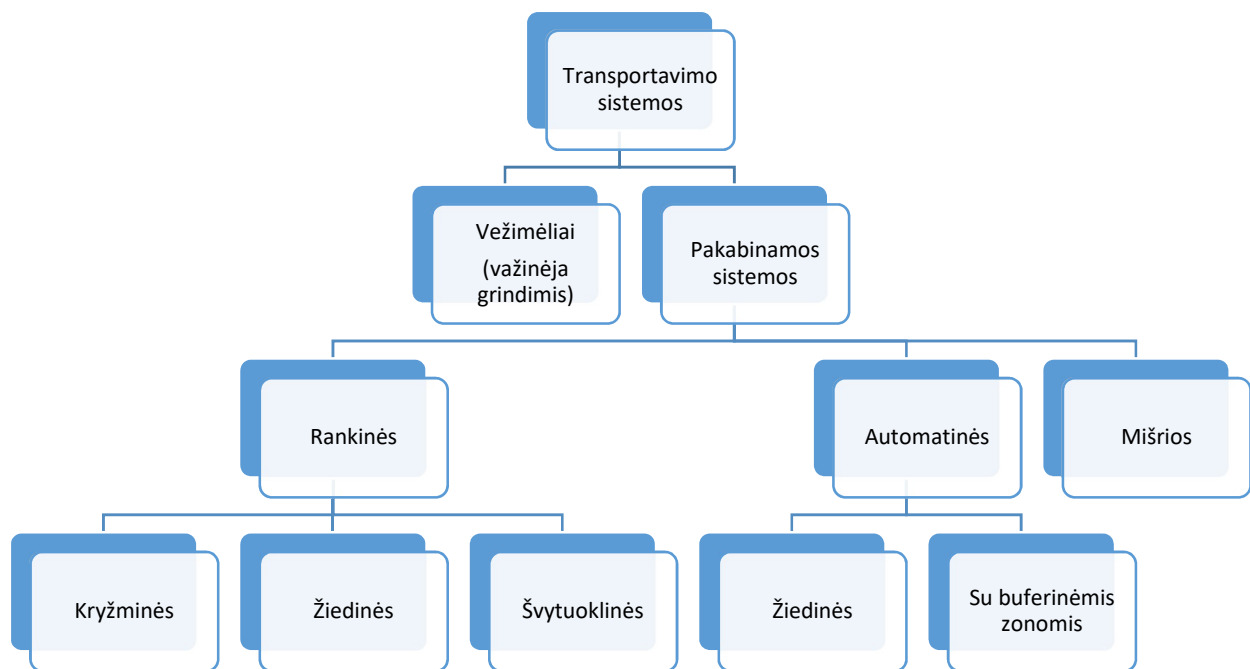 Transportavimo
sistemos
Vežimėliai
(važinėja
grindimis)
Pakabinamos
sistemos
Rankinės
Automatinės
Mišrios
Kryžminės
Žiedinės
Švytuoklinės
Žiedinės
Su buferinėmis
zonomis